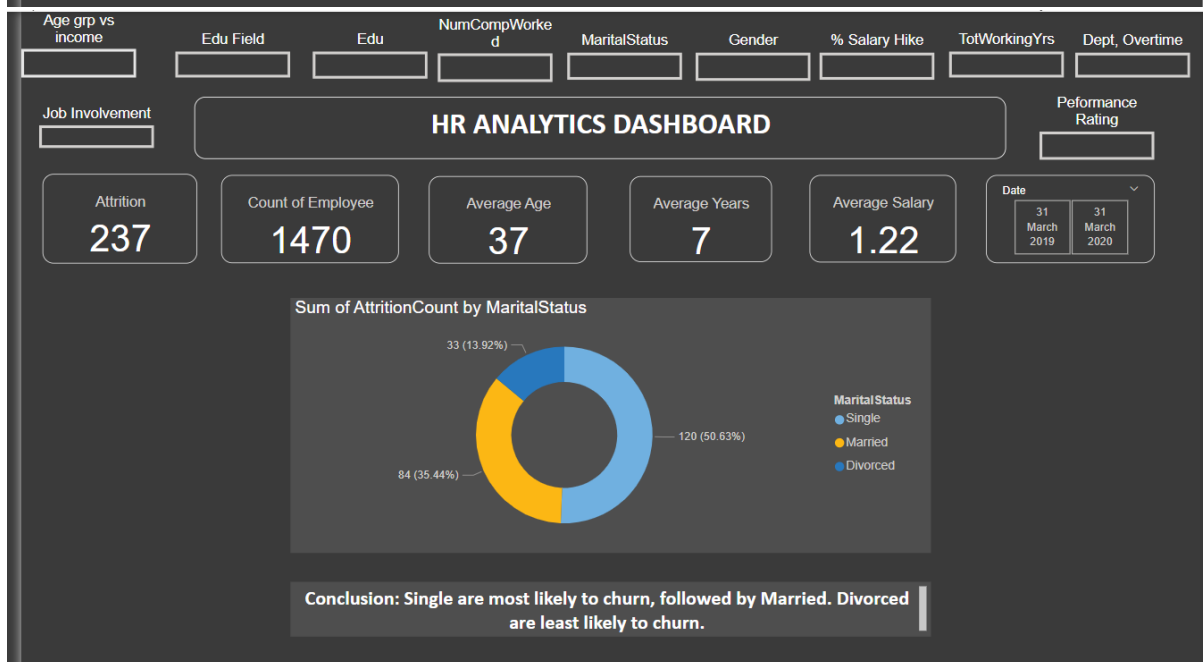 Age grp vs
income
Edu Field
Edu
NumCompWorke
d
MaritalStatus
Gender
% Salary Hike
TotWorkingYrs
Dept, Overtime
Job Involvement
HR ANALYTICS DASHBOARD
Peformance
Rating
Attrition
237
Count of Employee
1470
Average Age
37
Average Years
7
Average Salary
1.22
Date
31
March
2019
31
March
2020
Sum of AttritionCount by MaritalStatus
33 (13.92%)
120 (50.63%)
84 (35.44%)
MaritalStatus
Single
Married
Divorced
Conclusion: Single are most likely to churn, followed by Married. Divorced
are least likely to churn.